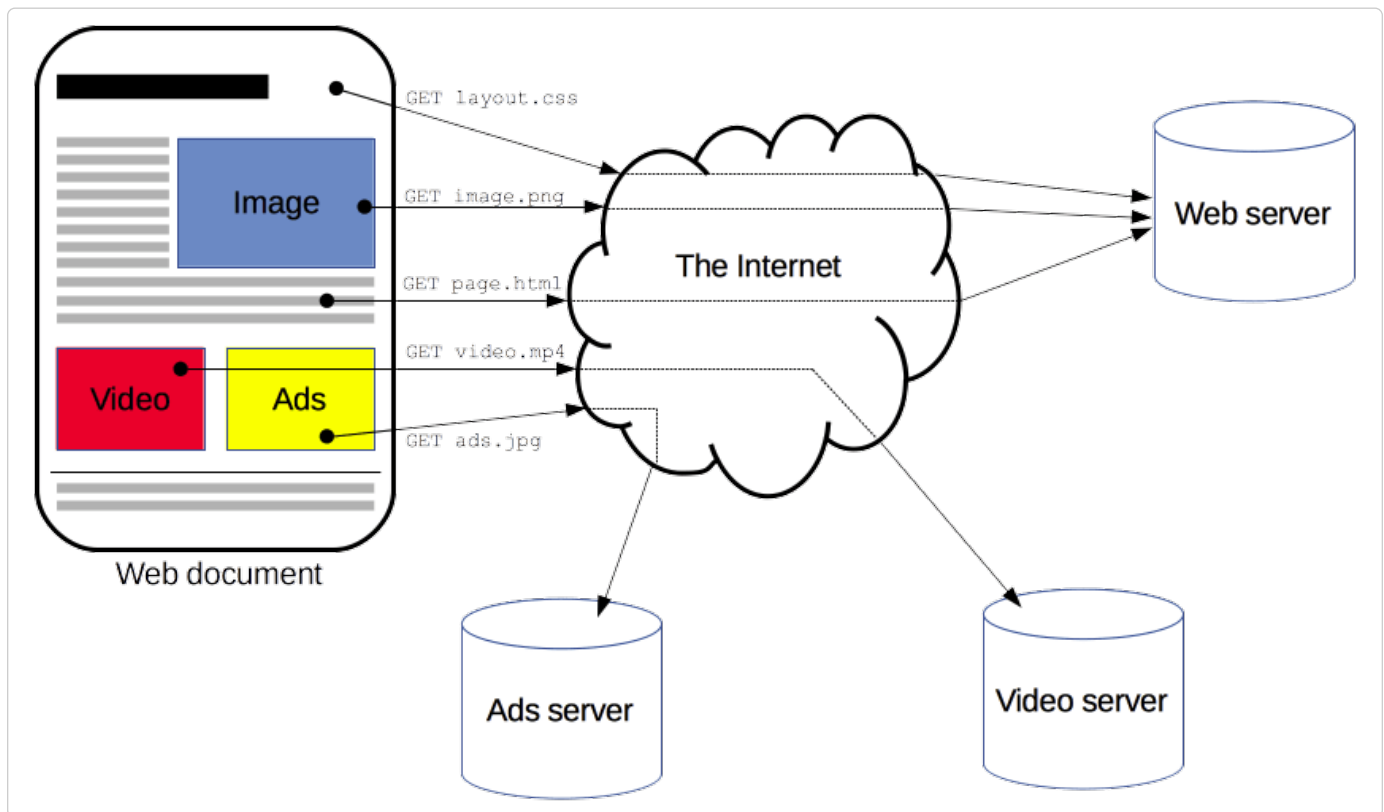 GET layout.css
Image
GET image.png
Web server
The Internet
GET page.html
GET video.mp4
Video
Ads
GET ads.jpg
Web document
Ads server
Video server